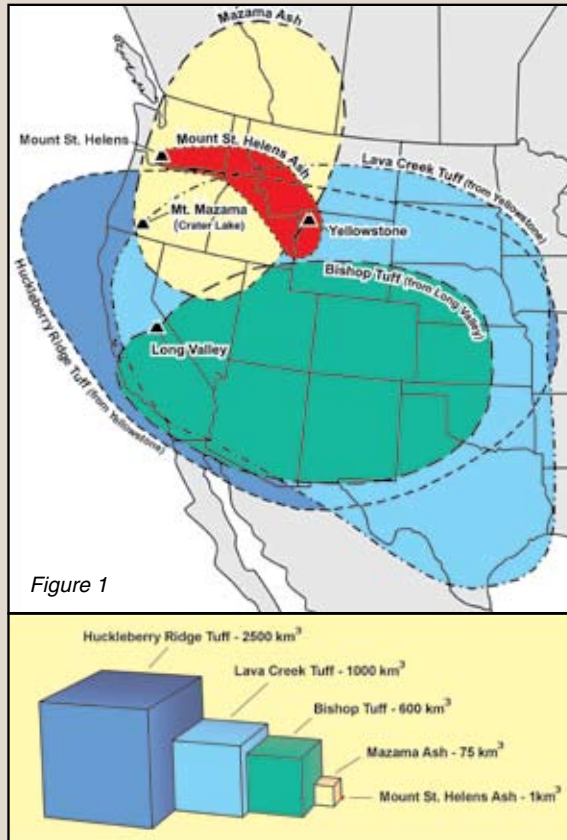 Mazama Ash
Mount St. Helens
Mount St. Helens Ash
Lava Creek Tuff (from Yellowstone)
Mt. Mazama
(Crater Lake)
Yellowstone
Bishop Tuff (from Long Valley)
Huckleberry Ridge Tuff (from Yellowstone)
Long Valley
Figure 1
Huckleberry Ridge Tuff - 2500 km³
Lava Creek Tuff - 1000 km³
Bishop Tuff - 600 km³
Mazama Ash - 75 km³
Mount St. Helens Ash - 1km³